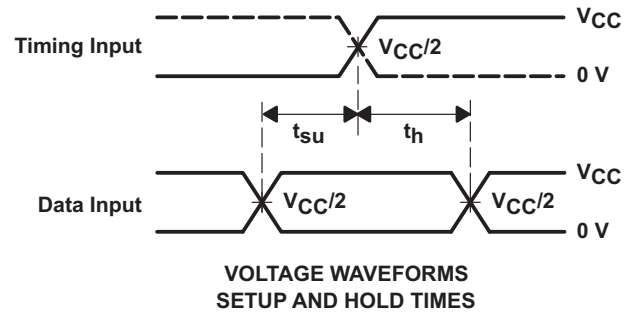 VCC
Timing Input
VCC/2
0 V
tsu
th
VCC
Data Input
VCC/2
VCC/2
0 V
VOLTAGE WAVEFORMS
SETUP AND HOLD TIMES